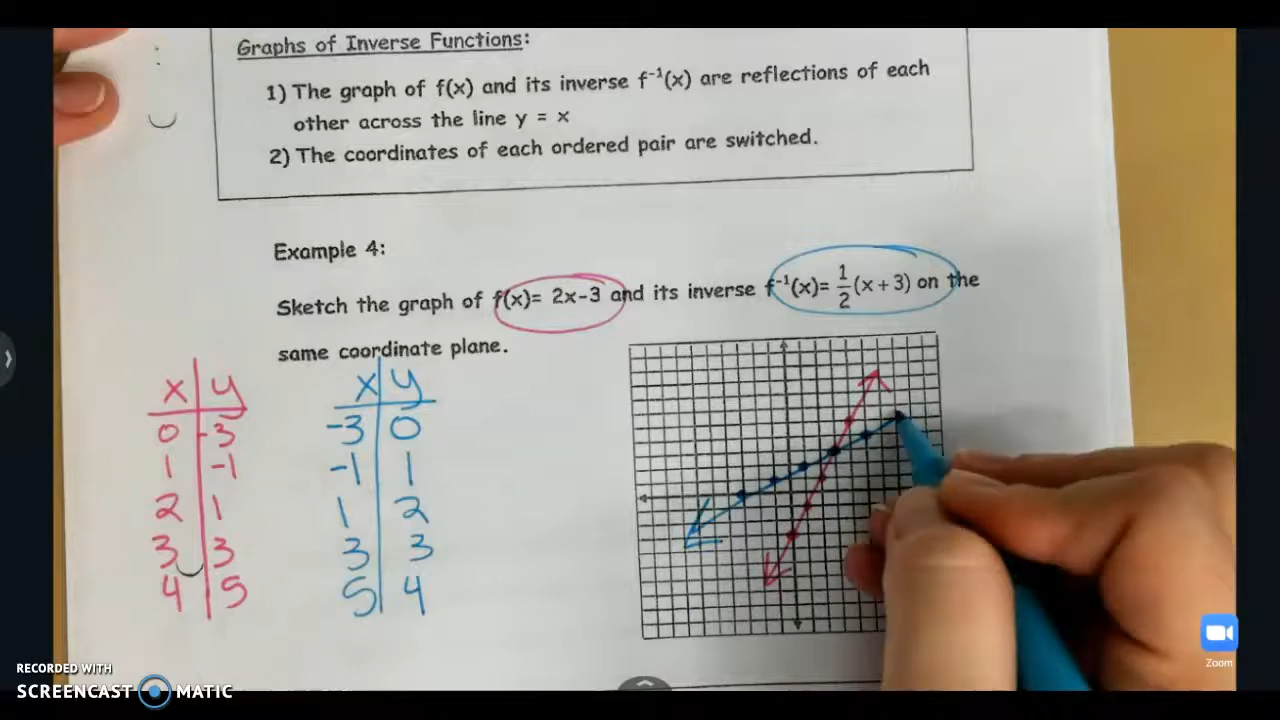 Graphs of Inverse Functions:
1) The graph of f(x) and its inverse f⁻¹(x) are reflections of each
other across the line y = x
2) The coordinates of each ordered pair are switched.
Example 4:
Sketch the graph of f(x)= 2x-3 and its inverse f⁻¹(x)= 1/2 (x+3) on the
same coordinate plane.
x y
0 -3
1 -1
2 1
3 3
4 5
x y
-3 0
-1 1
1 2
3 3
5 4
Zoom
RECORDED WITH
SCREENCAST MATIC